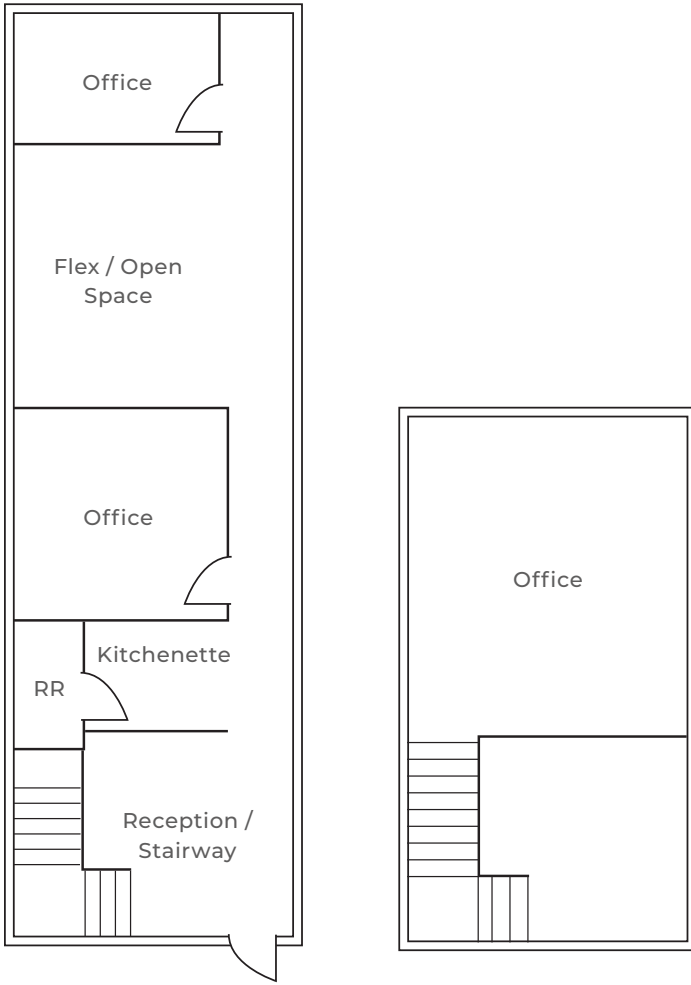 Office
Flex / Open
Space
Office
Kitchenette
RR
Reception /
Stairway
Office